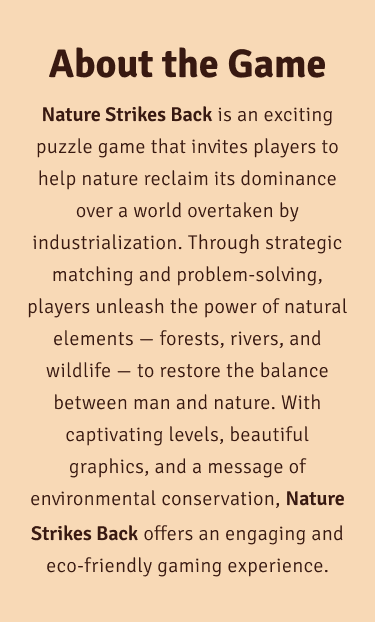 About the Game
Nature Strikes Back is an exciting
puzzle game that invites players to
help nature reclaim its dominance
over a world overtaken by
industrialization. Through strategic
matching and problem-solving,
players unleash the power of natural
elements — forests, rivers, and
wildlife — to restore the balance
between man and nature. With
captivating levels, beautiful
graphics, and a message of
environmental conservation, Nature
Strikes Back offers an engaging and
eco-friendly gaming experience.